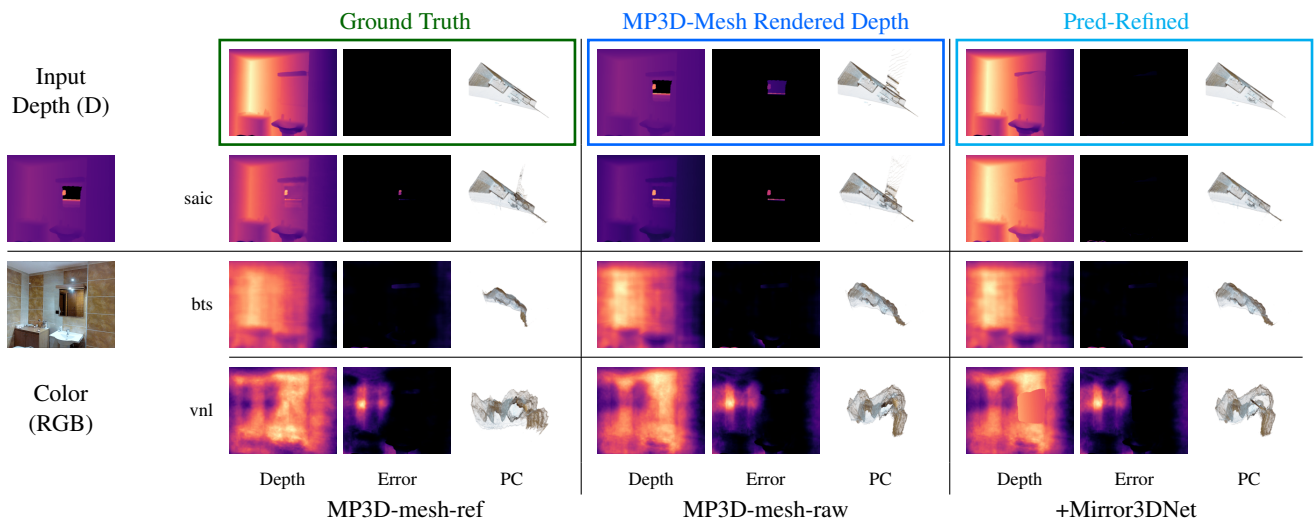 Ground Truth MP3D-Mesh Rendered Depth Pred-Refined
Input
Depth (D)
saic
bts
Color
(RGB)
vnl
Depth Error PC Depth Error PC Depth Error PC
MP3D-mesh-ref MP3D-mesh-raw +Mirror3DNet